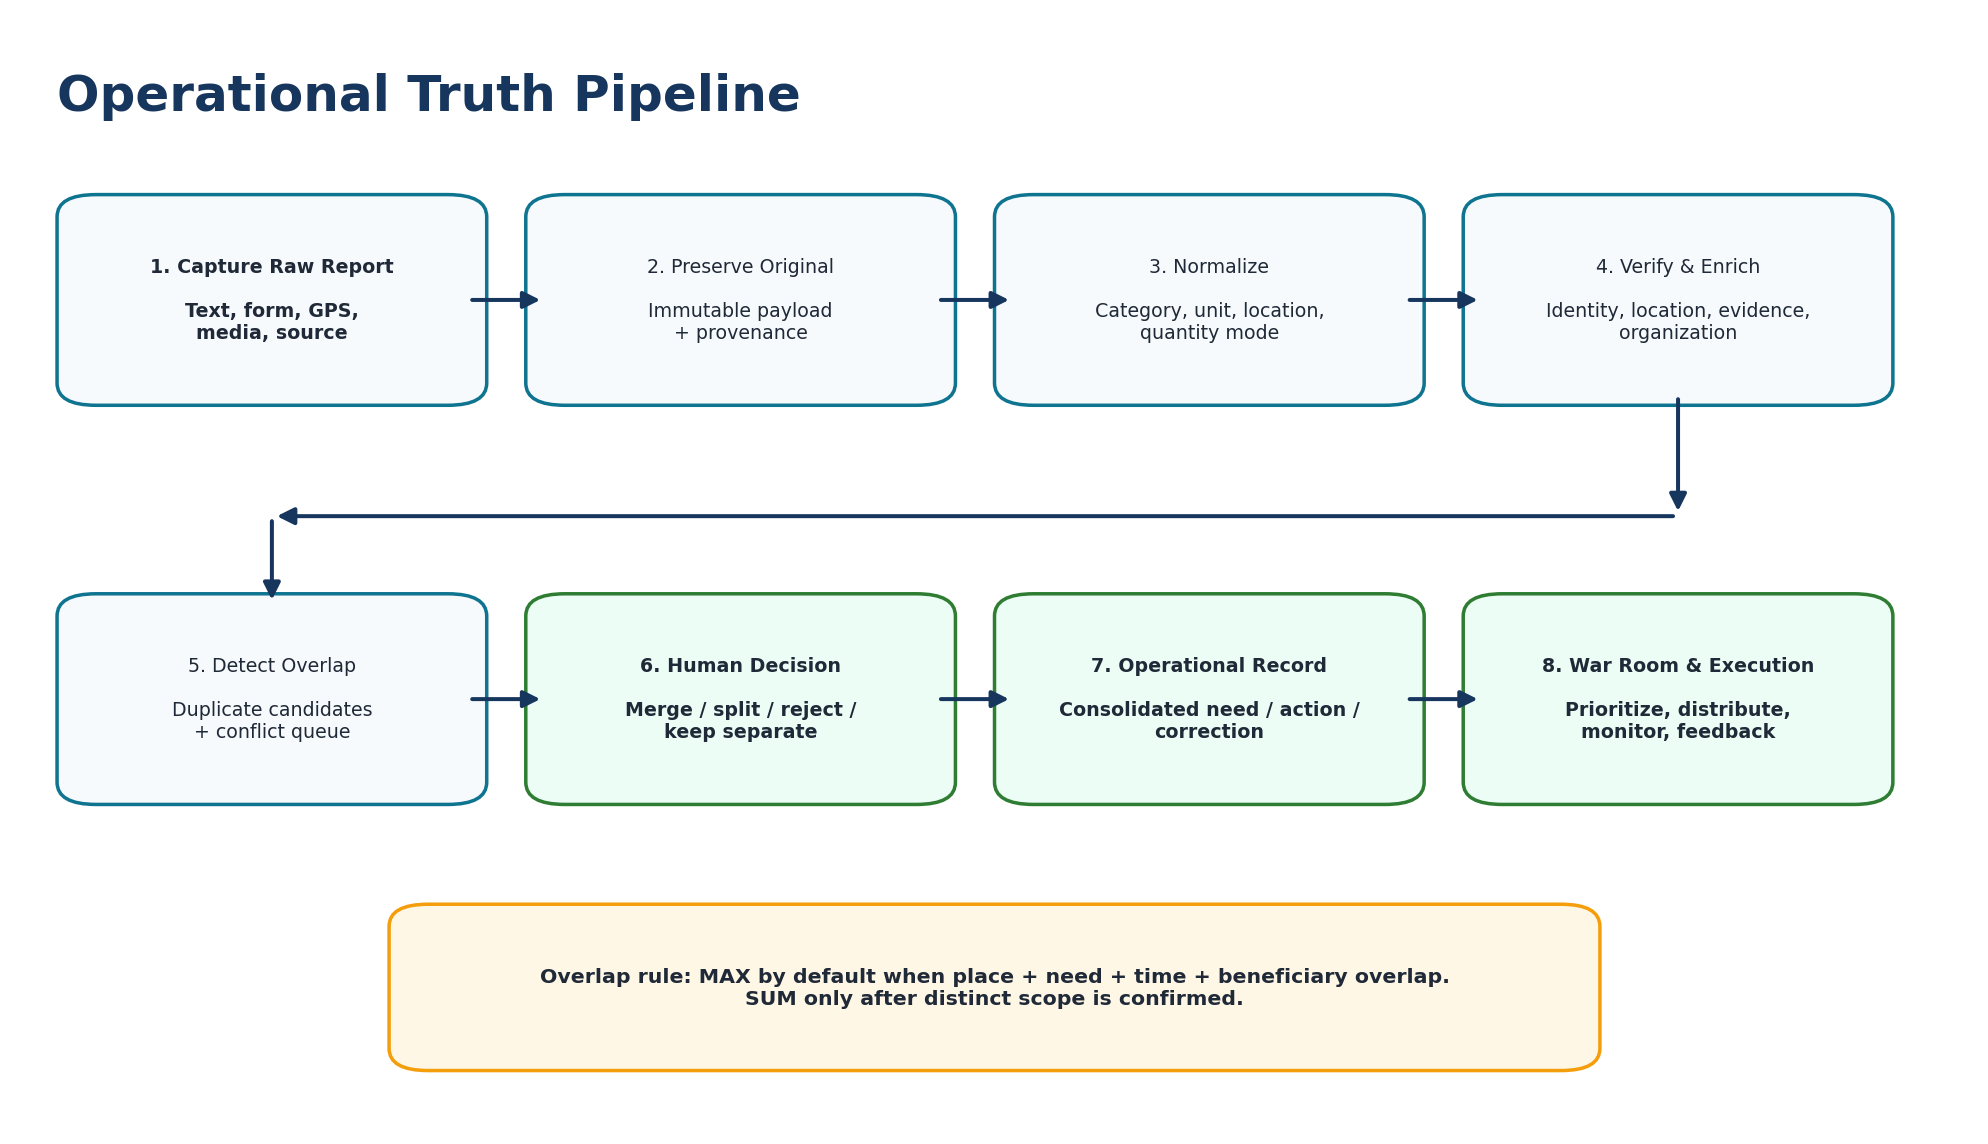 Operational Truth Pipeline
1. Capture Raw Report
Text, form, GPS,
media, source
2. Preserve Original
Immutable payload
+ provenance
3. Normalize
Category, unit, location,
quantity mode
4. Verify & Enrich
Identity, location, evidence,
organization
5. Detect Overlap
Duplicate candidates
+ conflict queue
6. Human Decision
Merge / split / reject /
keep separate
7. Operational Record
Consolidated need / action /
correction
8. War Room & Execution
Prioritize, distribute,
monitor, feedback
Overlap rule: MAX by default when place + need + time + beneficiary overlap.
SUM only after distinct scope is confirmed.